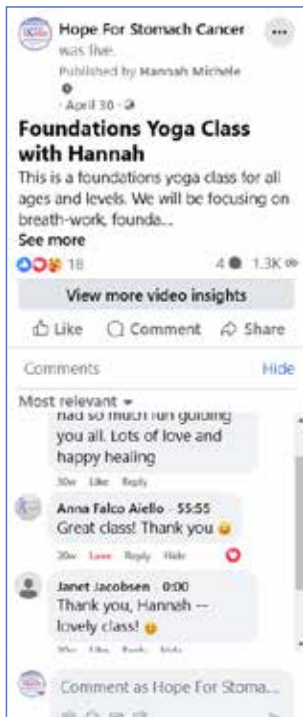 Hope For Stomach Cancer
was live.
Published by Hannah Michele
· April 30 ·
Foundations Yoga Class
with Hannah
This is a foundations yoga class for all
ages and levels. We will be focusing on
breath-work, founda...
See more
18 4 1.3K
View more video insights
Like Comment Share
Comments Hide
Most relevant
had so much fun guiding
you all. Lots of love and
happy healing
30w Like Reply
Anna Falco Aiello · 55:55
Great class! Thank you 😀
30w Love Reply Hide
Janet Jacobsen · 0:00
Thank you, Hannah --
lovely class! 😀
30w Like Reply Hide
Comment as Hope For Stoma...